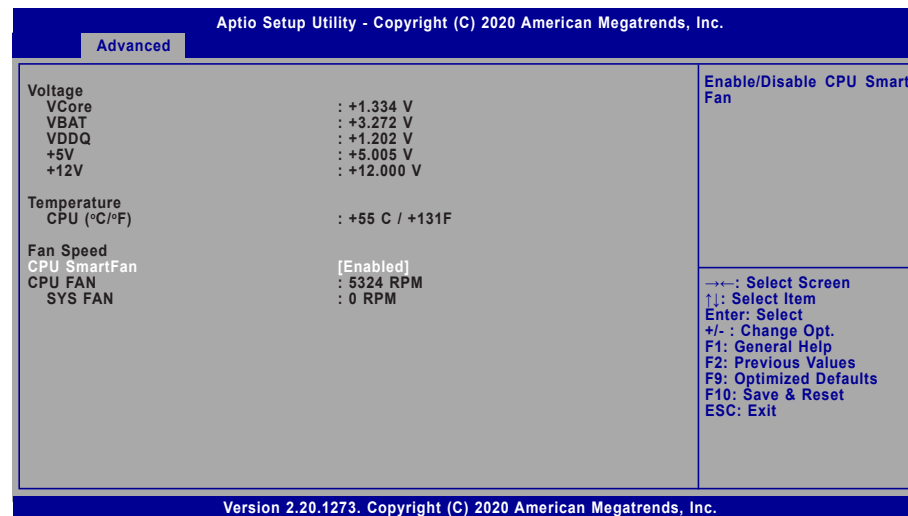 Aptio Setup Utility - Copyright (C) 2020 American Megatrends, Inc.
Advanced
Voltage
VCore : +1.334 V
VBAT : +3.272 V
VDDQ : +1.202 V
+5V : +5.005 V
+12V : +12.000 V
Temperature
CPU (°C/°F) : +55 C / +131F
Fan Speed
CPU SmartFan [Enabled]
CPU FAN : 5324 RPM
SYS FAN : 0 RPM
Enable/Disable CPU Smart
Fan
→←: Select Screen
↑↓: Select Item
Enter: Select
+/- : Change Opt.
F1: General Help
F2: Previous Values
F9: Optimized Defaults
F10: Save & Reset
ESC: Exit
Version 2.20.1273. Copyright (C) 2020 American Megatrends, Inc.